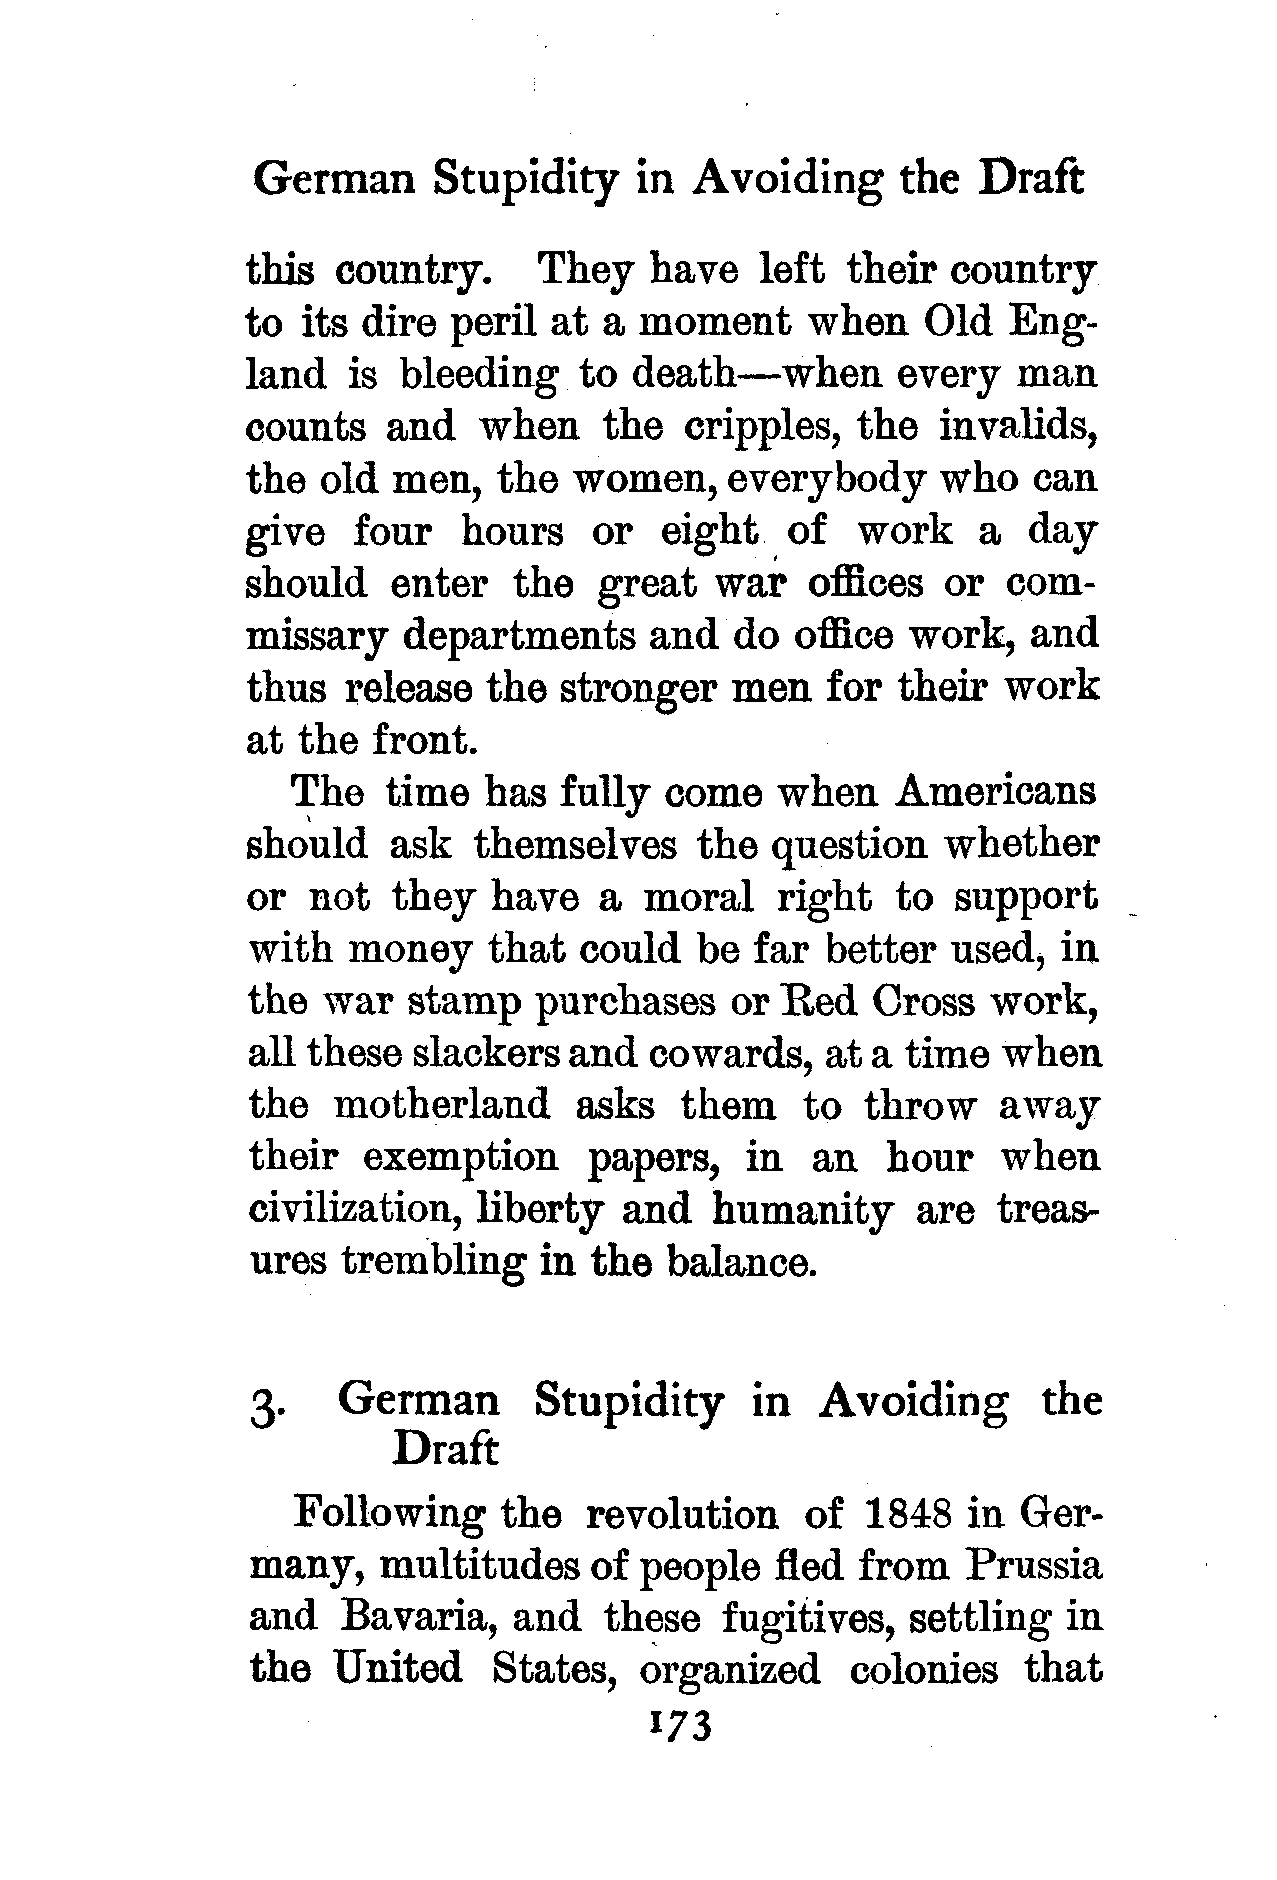 German Stupidity in Avoiding the Draft
this country. They have left their country
to its dire peril at a moment when Old Eng-
land is bleeding to death—when every man
counts and when the cripples, the invalids,
the old men, the women, everybody who can
give four hours or eight of work a day
should enter the great war offices or com-
missary departments and do office work, and
thus release the stronger men for their work
at the front.
The time has fully come when Americans
should ask themselves the question whether
or not they have a moral right to support
with money that could be far better used, in
the war stamp purchases or Red Cross work,
all these slackers and cowards, at a time when
the motherland asks them to throw away
their exemption papers, in an hour when
civilization, liberty and humanity are treas-
ures trembling in the balance.
3. German Stupidity in Avoiding the
Draft
Following the revolution of 1848 in Ger-
many, multitudes of people fled from Prussia
and Bavaria, and these fugitives, settling in
the United States, organized colonies that
173